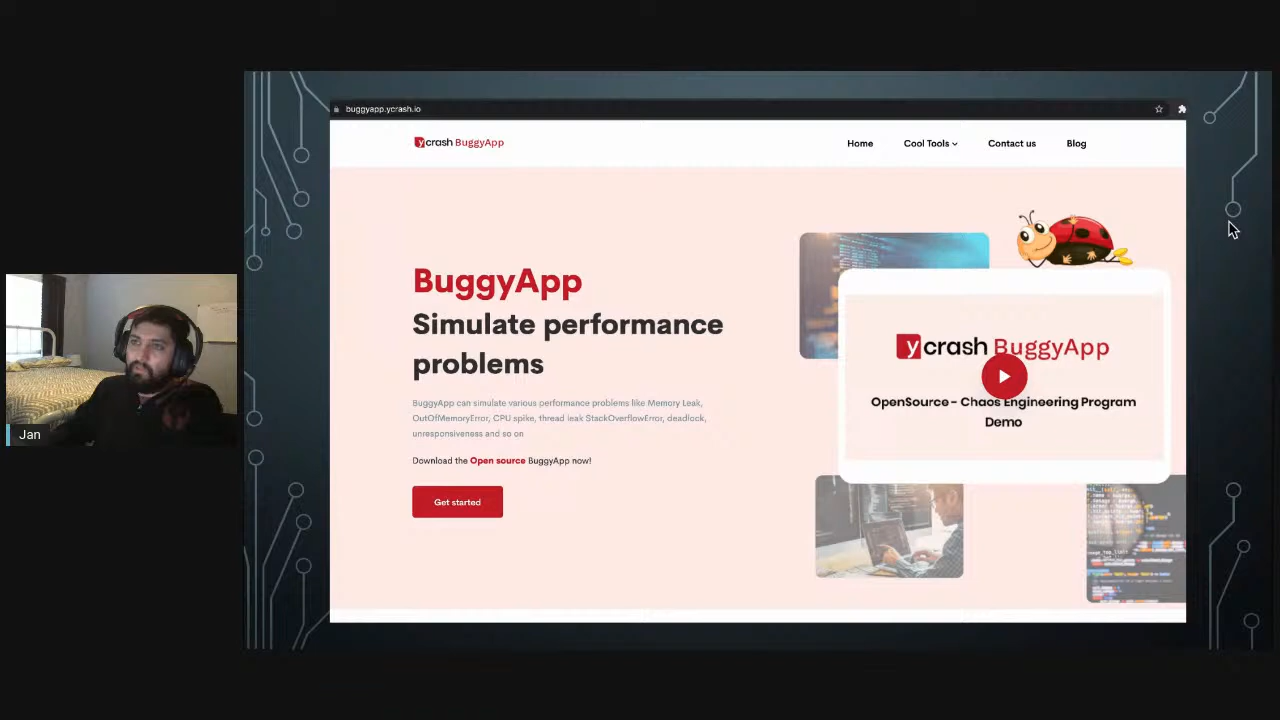 buggyapp.ycrash.io
ycrash BuggyApp
Home
Cool Tools
Contact us
Blog
BuggyApp
Simulate performance
problems
BuggyApp can simulate various performance problems like Memory Leak,
OutOfMemoryError, CPU spike, thread leak StackOverflowError, deadlock,
unresponsiveness and so on
Download the Open source BuggyApp now!
Get started
ycrash BuggyApp
OpenSource - Chaos Engineering Program
Demo
Jan